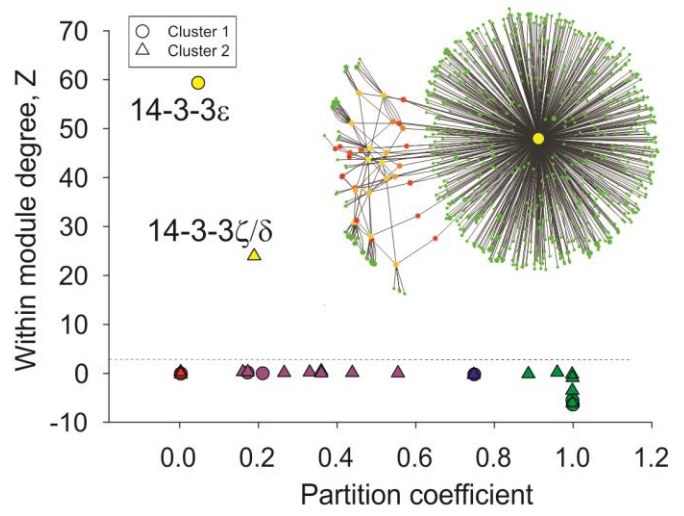 Within module degree, Z
70
60
50
40
30
20
10
0
-10
Cluster 1
Cluster 2
14-3-3ε
14-3-3ζ/δ
0.0 0.2 0.4 0.6 0.8 1.0 1.2
Partition coefficient